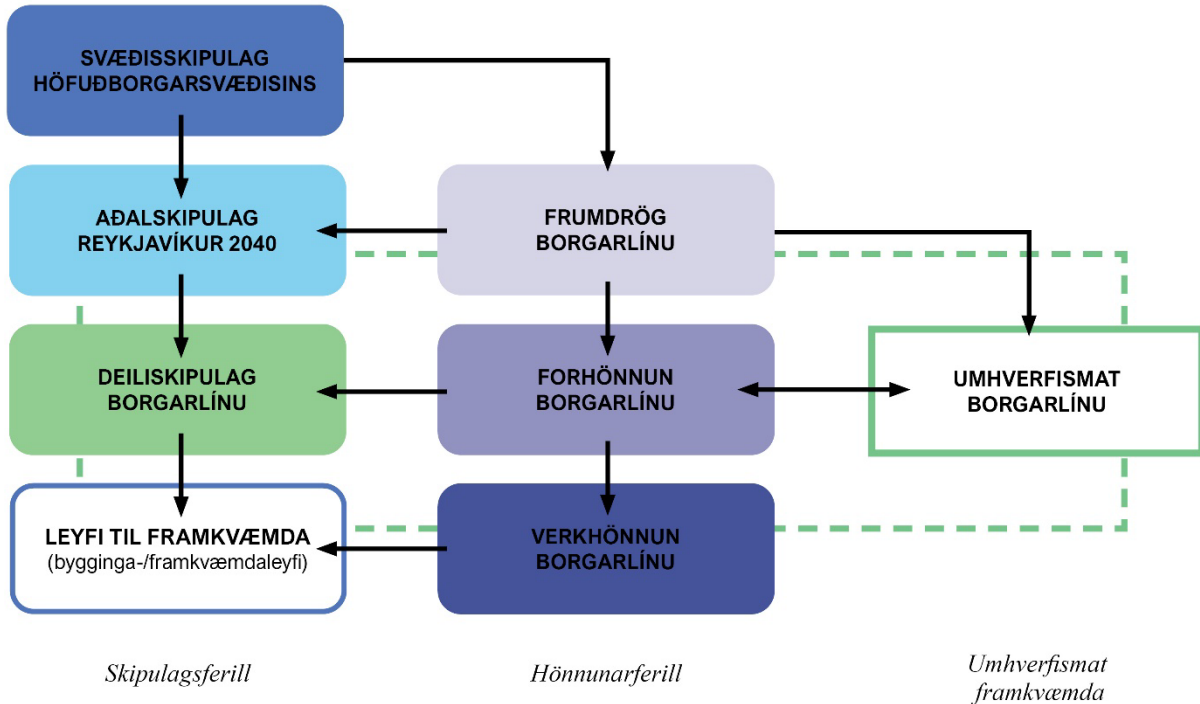 SVÆÐISSKIPULAG
HÖFUÐBORGARSVÆÐISINS
AÐALSKIPULAG
REYKJAVÍKUR 2040
FRUMDRÖG
BORGARLÍNU
DEILISKIPULAG
BORGARLÍNU
FORHÖNNUN
BORGARLÍNU
UMHVERFISMAT
BORGARLÍNU
LEYFI TIL FRAMKVÆMDA
(bygginga-/framkvæmdaleyfi)
VERKHÖNNUN
BORGARLÍNU
Skipulagsferill
Hönnunarferill
Umhverfismat
framkvæmda